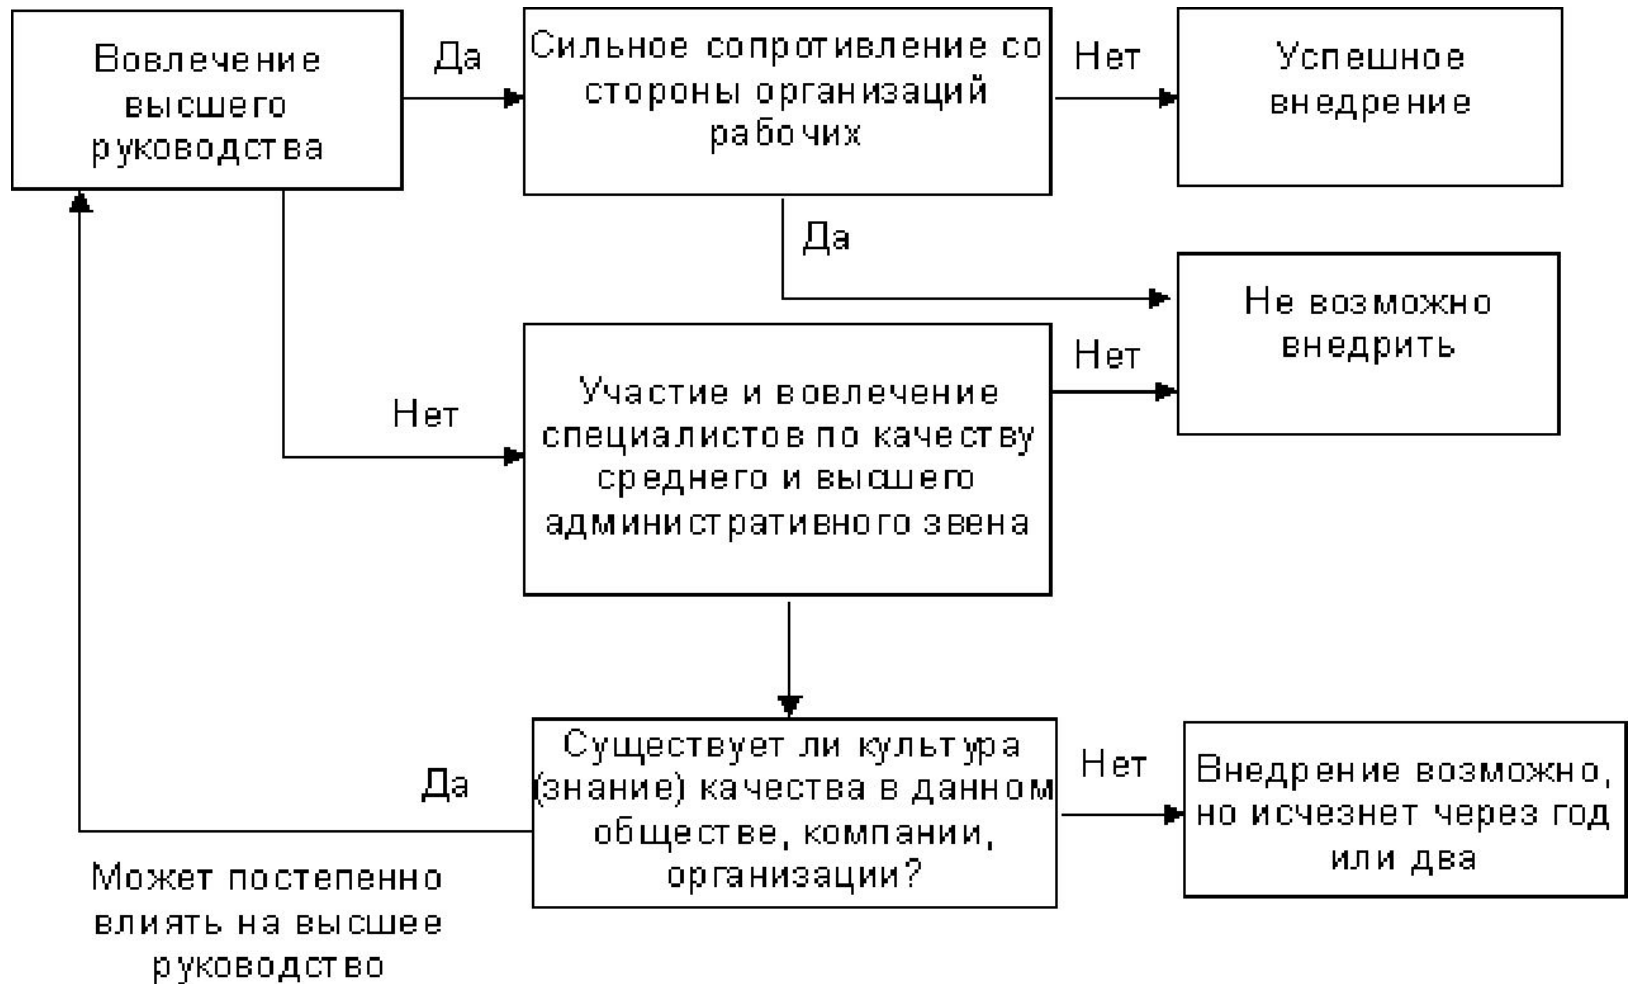 Вовлечение
высшего
руководства
Да
Сильное сопротивление со
стороны организаций
рабочих
Нет
Успешное
внедрение
Да
Не возможно
внедрить
Нет
Участие и вовлечение
специалистов по качеству
среднего и высшего
административного звена
Нет
Существует ли культура
(знание) качества в данном
обществе, компании,
организации?
Да
Нет
Внедрение возможно,
но исчезнет через год
или два
Может постепенно
влиять на высшее
руководство